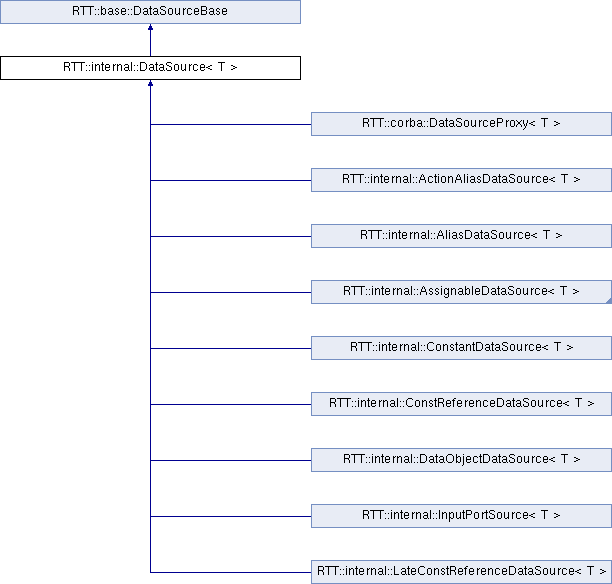 RTT::base::DataSourceBase
RTT::internal::DataSource< T >
RTT::corba::DataSourceProxy< T >
RTT::internal::ActionAliasDataSource< T >
RTT::internal::AliasDataSource< T >
RTT::internal::AssignableDataSource< T >
RTT::internal::ConstantDataSource< T >
RTT::internal::ConstReferenceDataSource< T >
RTT::internal::DataObjectDataSource< T >
RTT::internal::InputPortSource< T >
RTT::internal::LateConstReferenceDataSource< T >